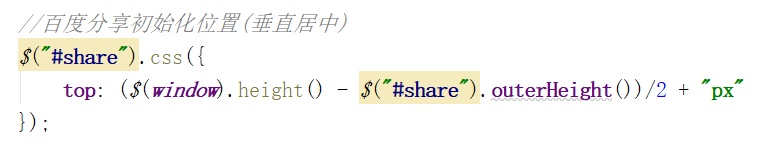 //百度分享初始化位置(垂直居中)
$("#share").css({
    top: ($(window).height() - $("#share").outerHeight())/2 + "px"
});